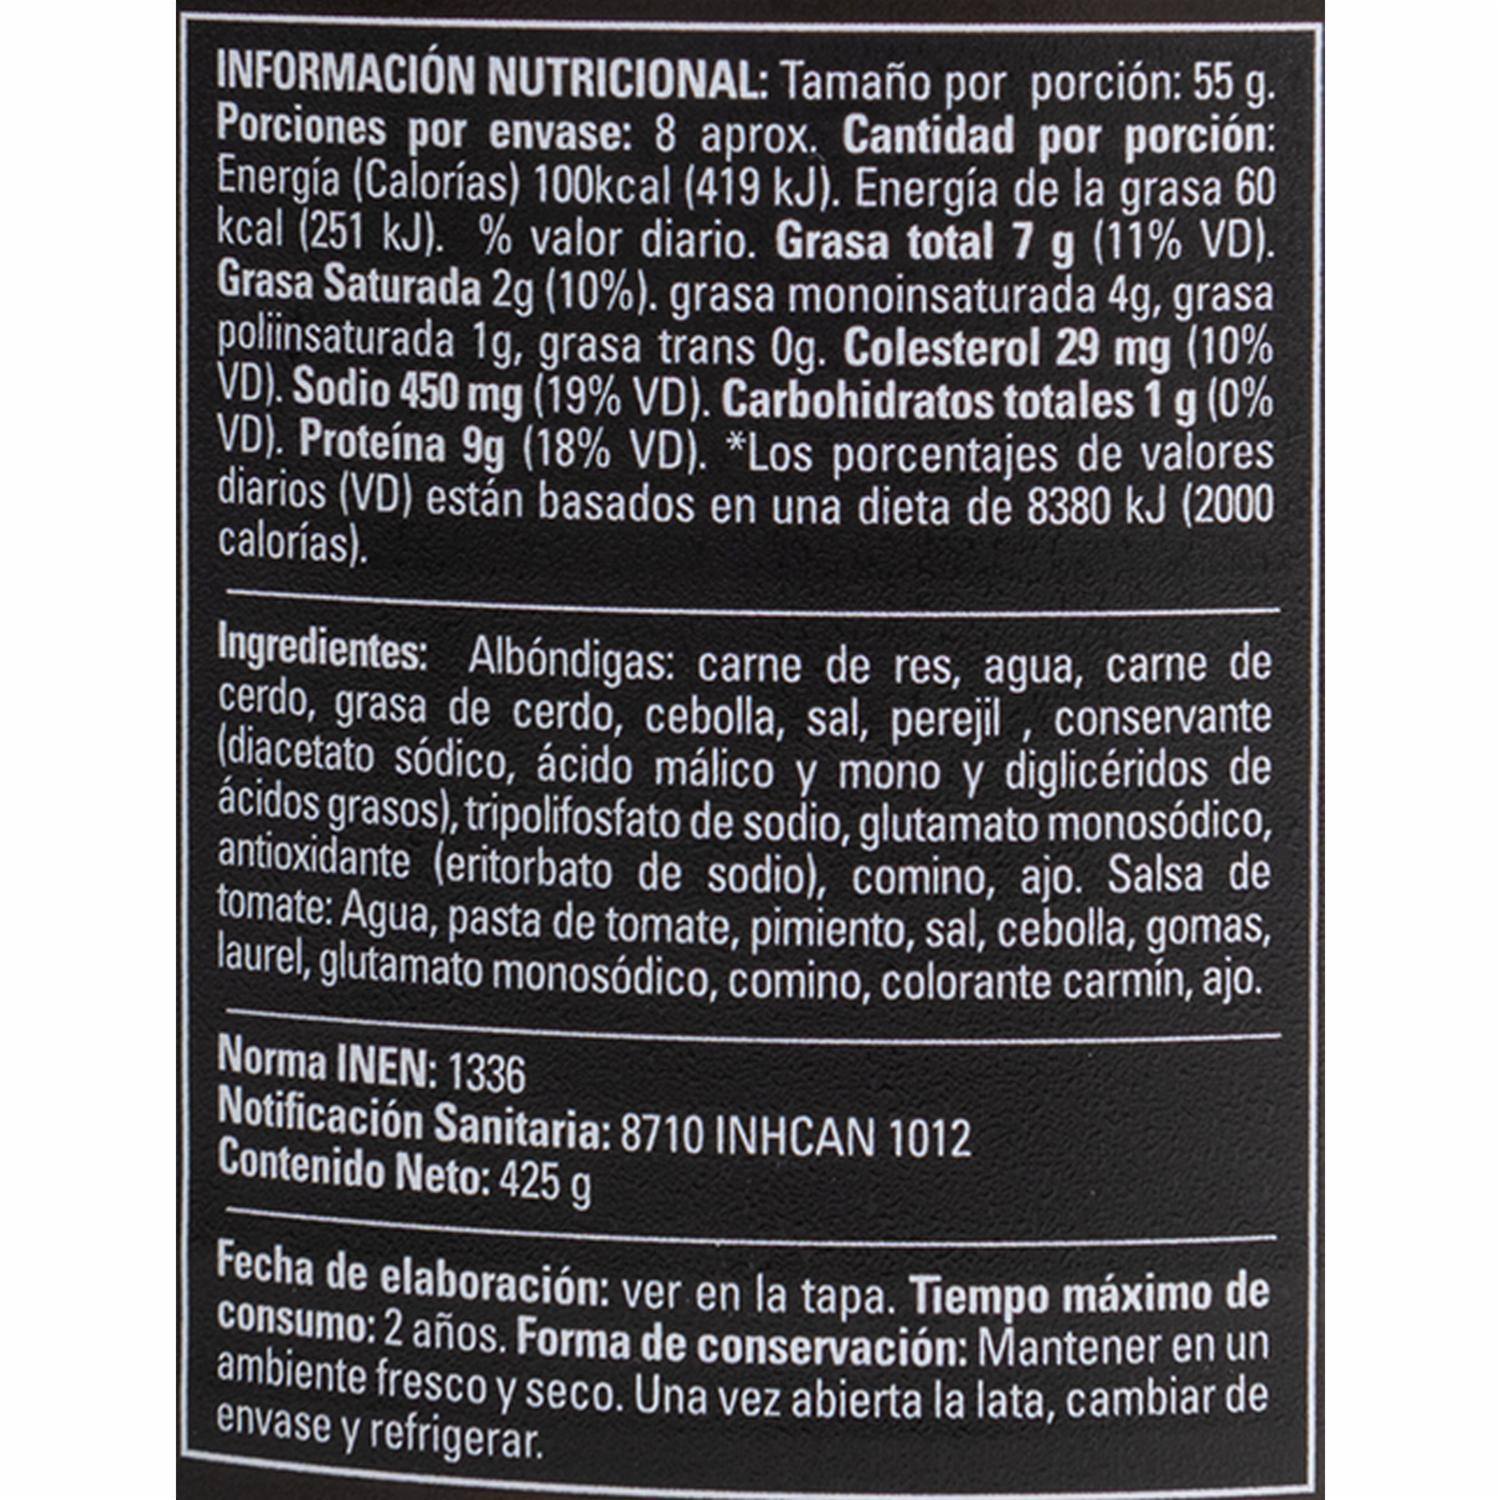 INFORMACIÓN NUTRICIONAL: Tamaño por porción: 55 g.
Porciones por envase: 8 aprox. Cantidad por porción:
Energía (Calorías) 100kcal (419 kJ). Energía de la grasa 60
kcal (251 kJ). % valor diario. Grasa total 7 g (11% VD).
Grasa Saturada 2g (10%). grasa monoinsaturada 4g, grasa
poliinsaturada 1g, grasa trans 0g. Colesterol 29 mg (10%
VD). Sodio 450 mg (19% VD). Carbohidratos totales 1 g (0%
VD). Proteína 9g (18% VD). *Los porcentajes de valores
diarios (VD) están basados en una dieta de 8380 kJ (2000
calorías).
Ingredientes: Albóndigas: carne de res, agua, carne de
cerdo, grasa de cerdo, cebolla, sal, perejil , conservante
(diacetato sódico, ácido málico y mono y diglicéridos de
ácidos grasos), tripolifosfato de sodio, glutamato monosódico,
antioxidante (eritorbato de sodio), comino, ajo. Salsa de
tomate: Agua, pasta de tomate, pimiento, sal, cebolla, gomas,
laurel, glutamato monosódico, comino, colorante carmín, ajo.
Norma INEN: 1336
Notificación Sanitaria: 8710 INHCAN 1012
Contenido Neto: 425 g
Fecha de elaboración: ver en la tapa. Tiempo máximo de
consumo: 2 años. Forma de conservación: Mantener en un
ambiente fresco y seco. Una vez abierta la lata, cambiar de
envase y refrigerar.